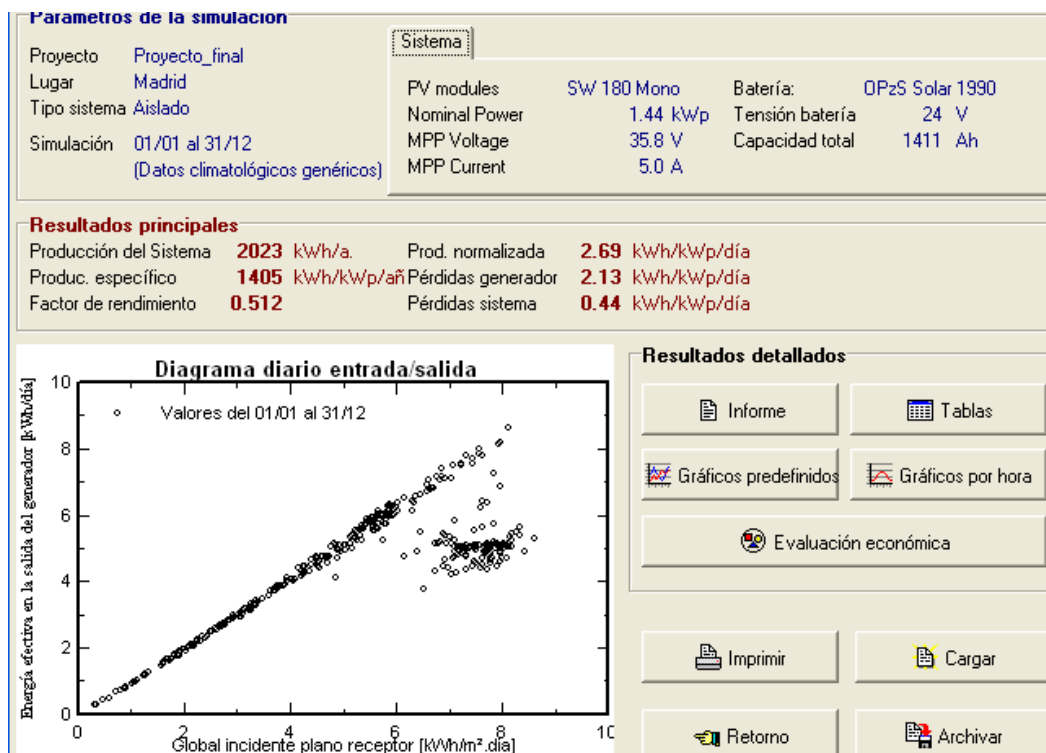 Parámetros de la simulación
Proyecto Proyecto_final
Lugar Madrid
Tipo sistema Aislado
Simulación 01/01 al 31/12
(Datos climatológicos genéricos)
Sistema
PV modules SW 180 Mono Batería: OPzS Solar 1990
Nominal Power 1.44 kWp Tensión batería 24 V
MPP Voltage 35.8 V Capacidad total 1411 Ah
MPP Current 5.0 A
Resultados principales
Producción del Sistema 2023 kWh/a. Prod. normalizada 2.69 kWh/kWp/día
Produc. específico 1405 kWh/kWp/añ Pérdidas generador 2.13 kWh/kWp/día
Factor de rendimiento 0.512 Pérdidas sistema 0.44 kWh/kWp/día
Diagrama diario entrada/salida
Valores del 01/01 al 31/12
Energía efectiva en la salida del generador [kWh/día]
10
8
6
4
2
0
0 2 4 6 8 10
Global incidente plano receptor [kWh/m².día]
Resultados detallados
Informe Tablas
Gráficos predefinidos Gráficos por hora
Evaluación económica
Imprimir Cargar
Retorno Archivar